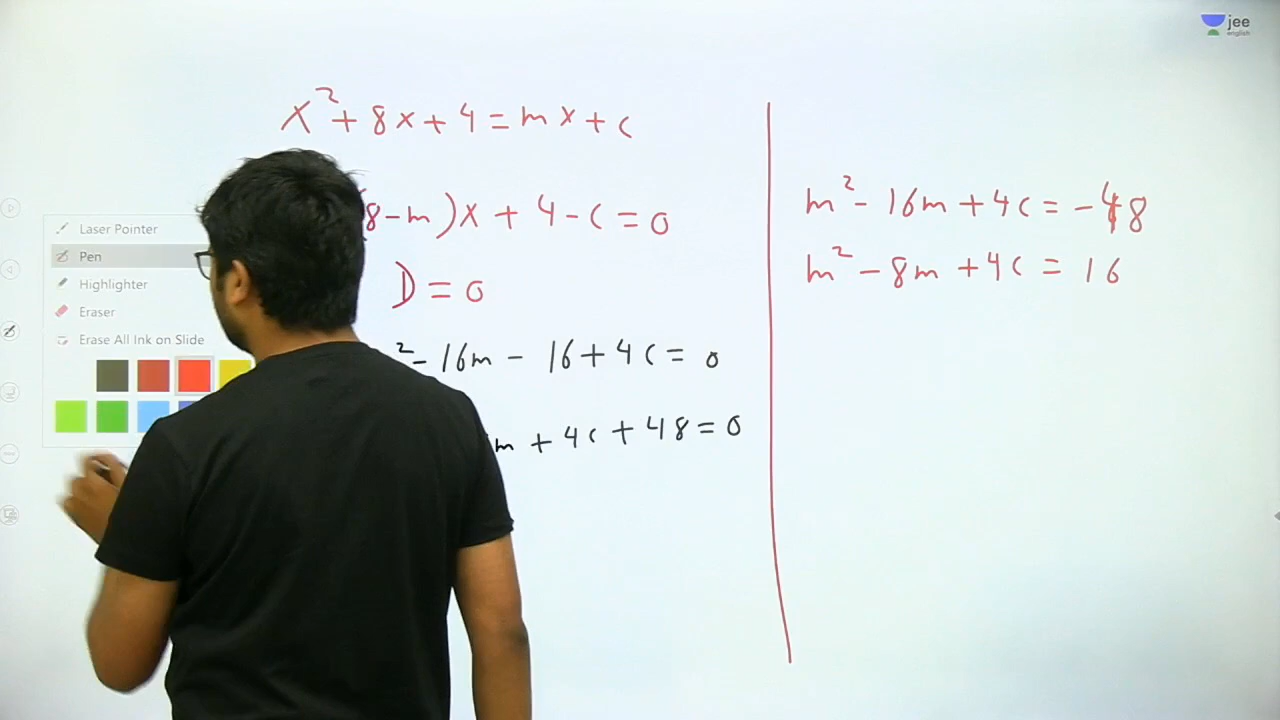 jee
english
x² + 8x + 4 = mx + c
8 - m)x + 4 - c = 0
D = 0
² - 16m - 16 + 4c = 0
m + 4c + 48 = 0
m² - 16m + 4c = -48
m² - 8m + 4c = 16
Laser Pointer
Pen
Highlighter
Eraser
Erase All Ink on Slide